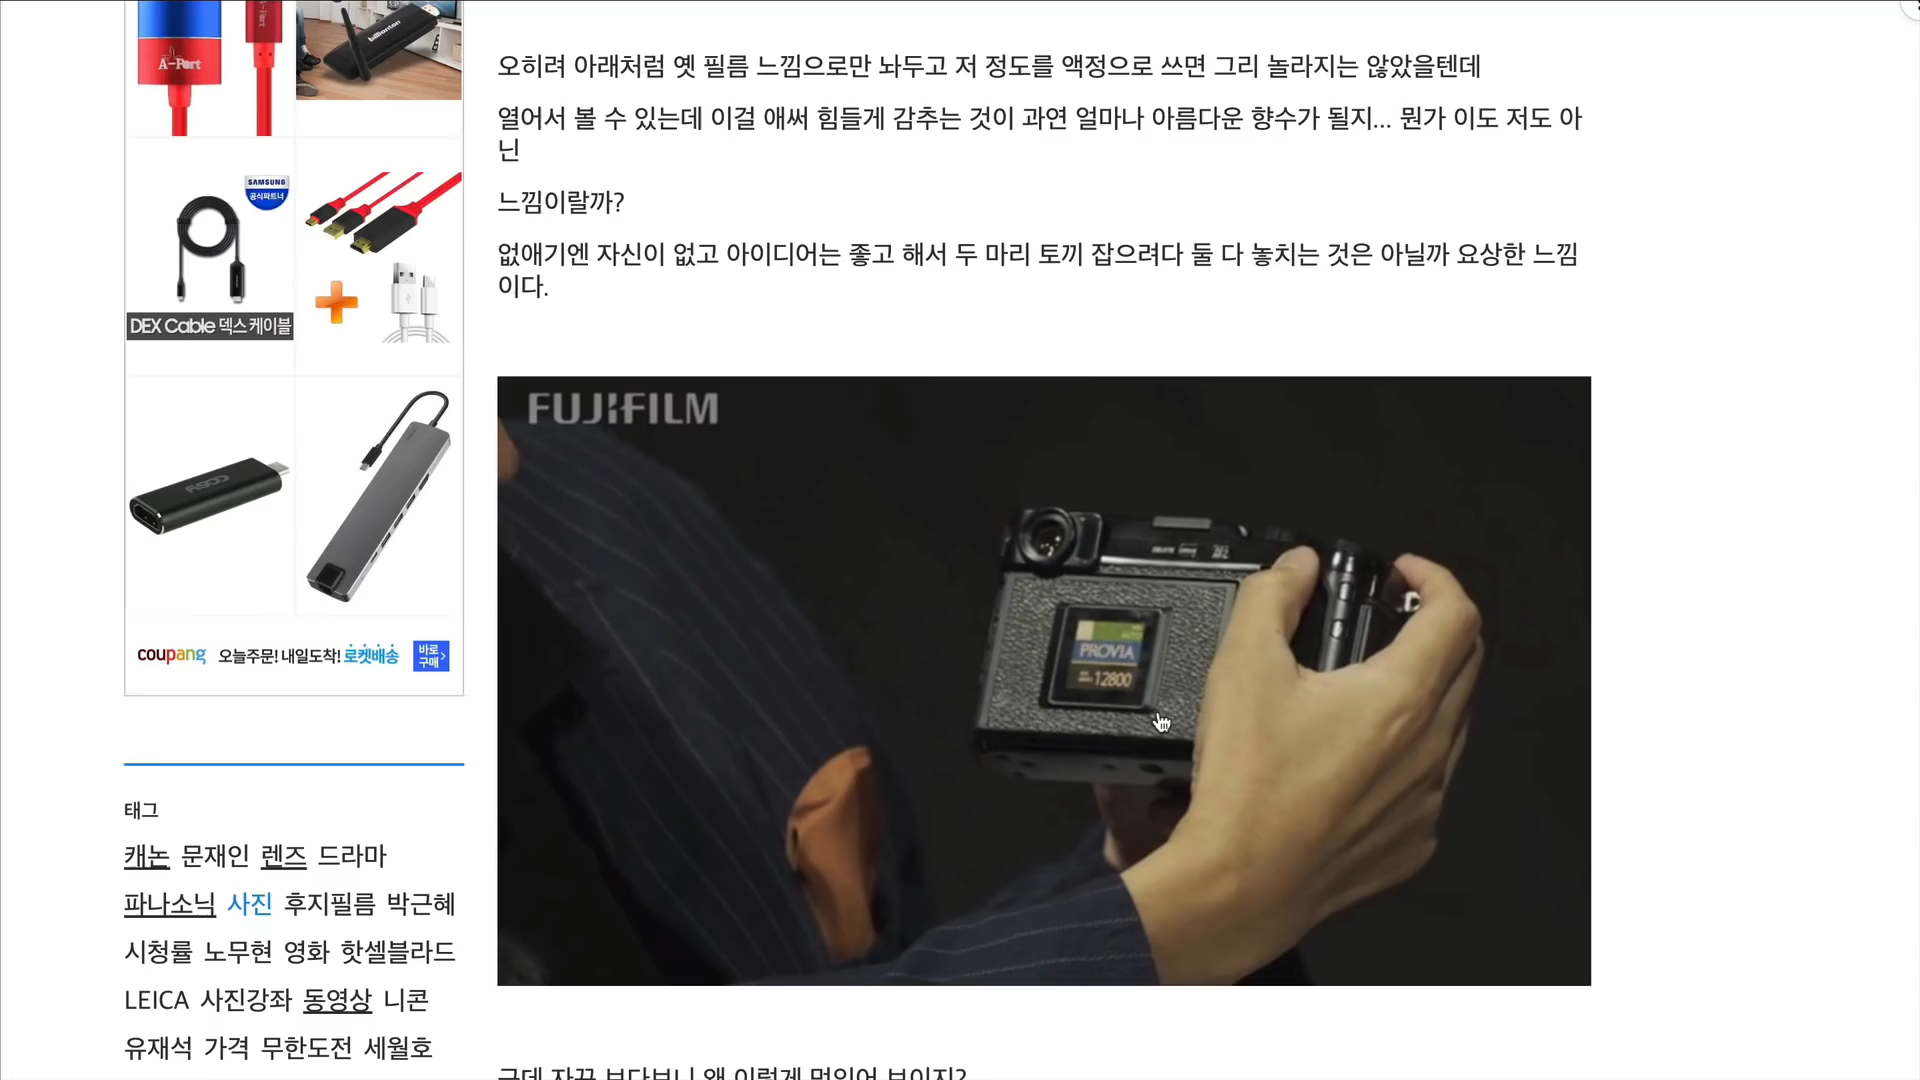 A-Port
billionton
SAMSUNG
공식파트너
DEX Cable 덱스 케이블
coupang 오늘주문! 내일도착! 로켓배송 바로
구매
태그
캐논 문재인 렌즈 드라마
파나소닉 사진 후지필름 박근혜
시청률 노무현 영화 핫셀블라드
LEICA 사진강좌 동영상 니콘
유재석 가격 무한도전 세월호
오히려 아래처럼 옛 필름 느낌으로만 놔두고 저 정도를 액정으로 쓰면 그리 놀라지는 않았을텐데
열어서 볼 수 있는데 이걸 애써 힘들게 감추는 것이 과연 얼마나 아름다운 향수가 될지... 뭔가 이도 저도 아
닌
느낌이랄까?
없애기엔 자신이 없고 아이디어는 좋고 해서 두 마리 토끼 잡으려다 둘 다 놓치는 것은 아닐까 요상한 느낌
이다.
FUJIFILM
DELETE DRIVE
AUTO
PROVIA
12800